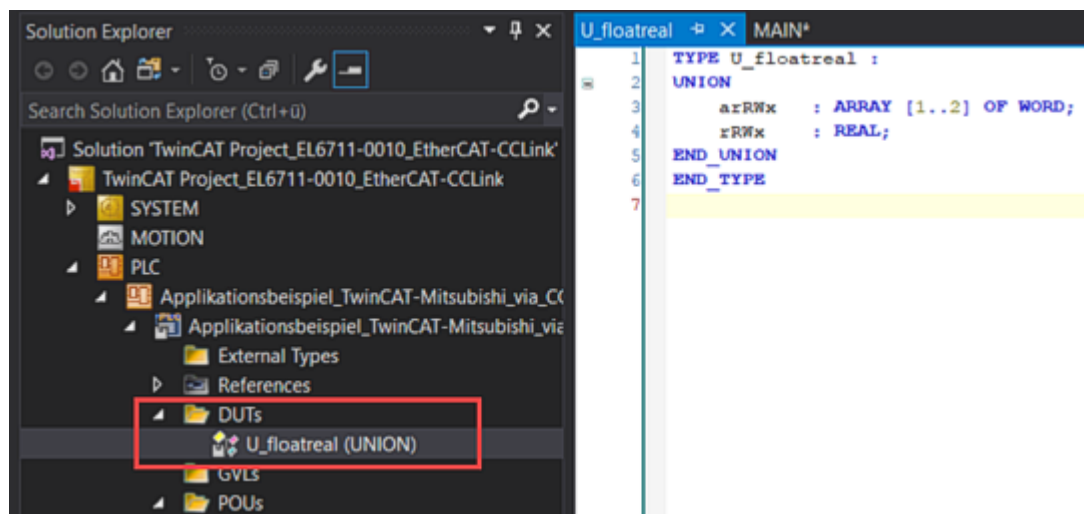 Solution Explorer
Search Solution Explorer (Ctrl+ü)
Solution 'TwinCAT Project_EL6711-0010_EtherCAT-CCLink'
TwinCAT Project_EL6711-0010_EtherCAT-CCLink
SYSTEM
MOTION
PLC
Applikationsbeispiel_TwinCAT-Mitsubishi_via_CC
Applikationsbeispiel_TwinCAT-Mitsubishi_via
External Types
References
DUTs
U_floatreal (UNION)
GVLs
POUs
U_floatreal MAIN*
1 TYPE U_floatreal :
2 UNION
3 arRWx : ARRAY [1..2] OF WORD;
4 rRWx : REAL;
5 END_UNION
6 END_TYPE
7